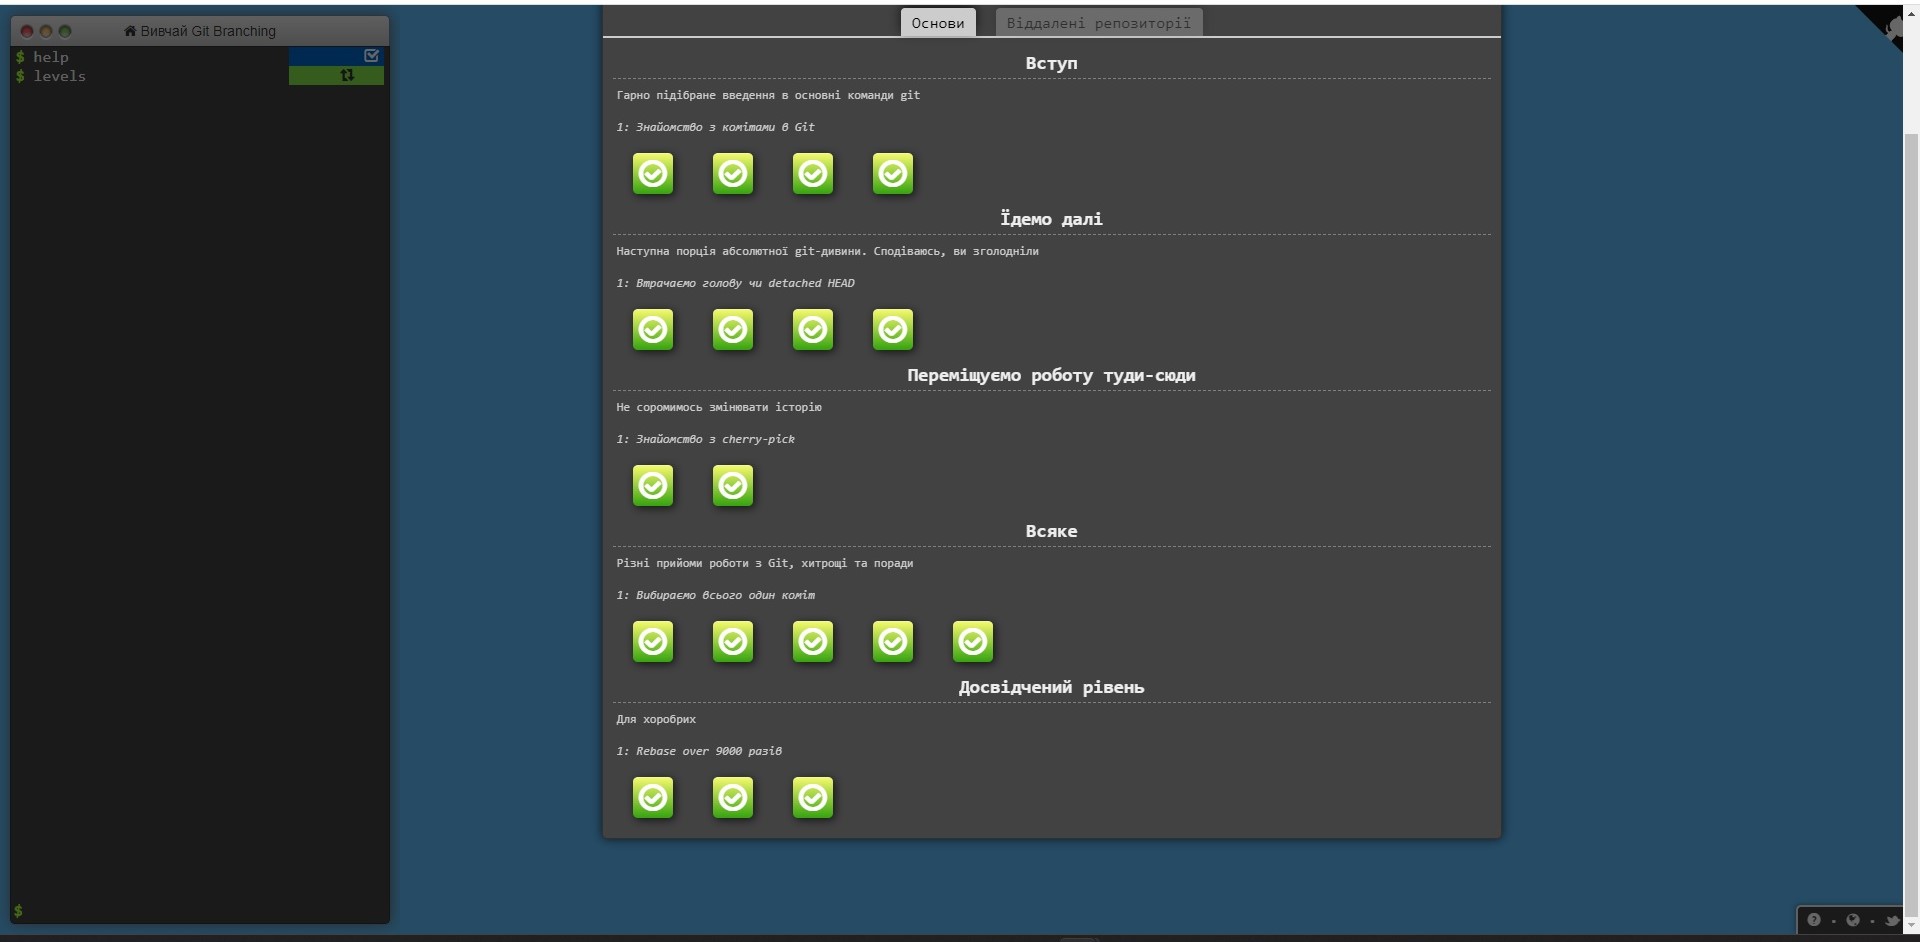 Вивчай Git Branching
$ help
$ levels
$
Основи
Віддалені репозиторії
Вступ
Гарно підібране введення в основні команди git
1: Знайомство з комітами в Git
Їдемо далі
Наступна порція абсолютної git-дивини. Сподіваюсь, ви зголодніли
1: Втрачаємо голову чи detached HEAD
Переміщуємо роботу туди-сюди
Не соромимось змінювати історію
1: Знайомство з cherry-pick
Всяке
Різні прийоми роботи з Git, хитрощі та поради
1: Вибираємо всього один коміт
Досвідчений рівень
Для хоробрих
1: Rebase over 9000 разів